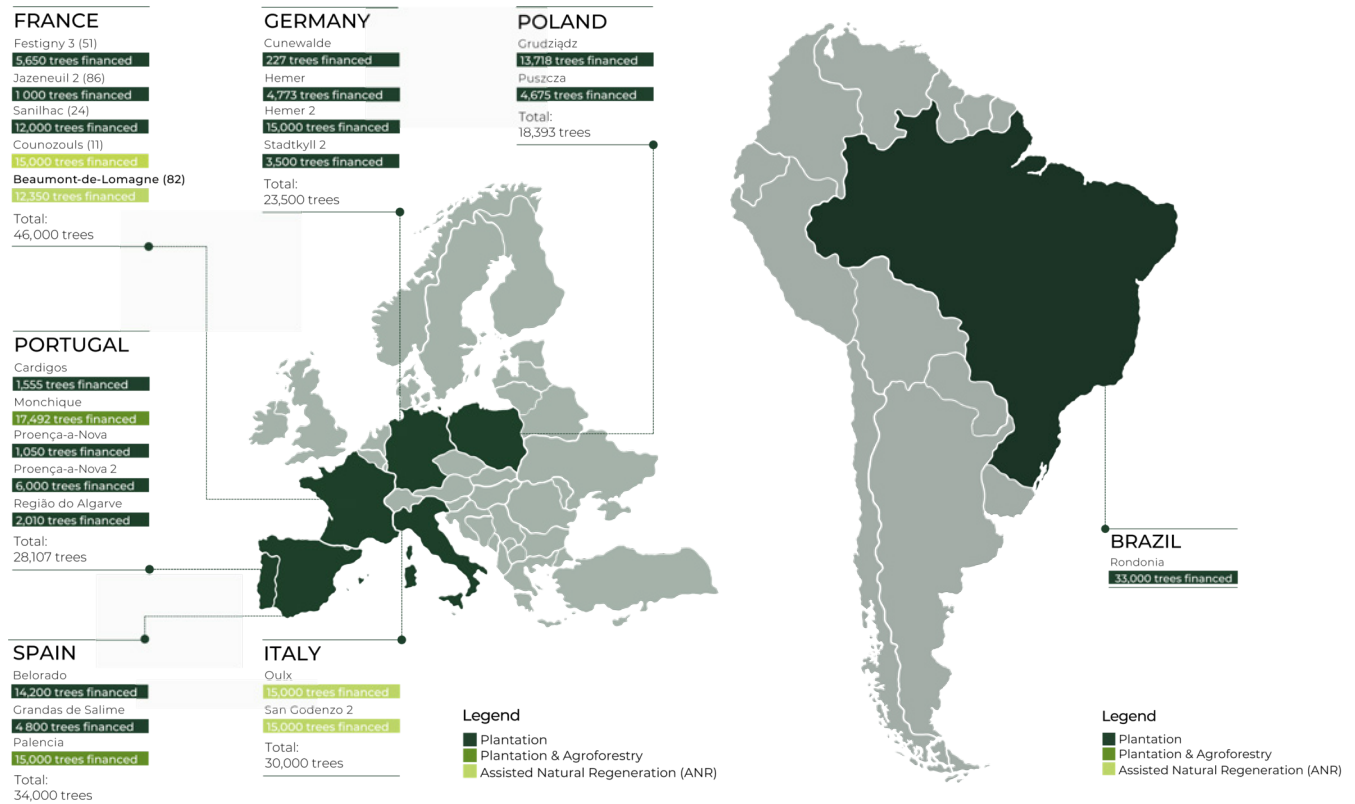 FRANCE
Festigny 3 (51)
5,650 trees financed
Jazeneuil 2 (86)
1 000 trees financed
Sanilhac (24)
12,000 trees financed
Counozouls (11)
15,000 trees financed
Beaumont-de-Lomagne (82)
12,350 trees financed
Total:
46,000 trees
GERMANY
Cunewalde
227 trees financed
Hemer
4,773 trees financed
Hemer 2
15,000 trees financed
Stadtkyll 2
3,500 trees financed
Total:
23,500 trees
POLAND
Grudziądz
13,718 trees financed
Puszcza
4,675 trees financed
Total:
18,393 trees
PORTUGAL
Cardigos
1,555 trees financed
Monchique
17,492 trees financed
Proença-a-Nova
1,050 trees financed
Proença-a-Nova 2
6,000 trees financed
Região do Algarve
2,010 trees financed
Total:
28,107 trees
SPAIN
Belorado
14,200 trees financed
Grandas de Salime
4 800 trees financed
Palencia
15,000 trees financed
Total:
34,000 trees
ITALY
Oulx
15,000 trees financed
San Godenzo 2
15,000 trees financed
Total:
30,000 trees
Legend
Plantation
Plantation & Agroforestry
Assisted Natural Regeneration (ANR)
BRAZIL
Rondonia
33,000 trees financed
Legend
Plantation
Plantation & Agroforestry
Assisted Natural Regeneration (ANR)